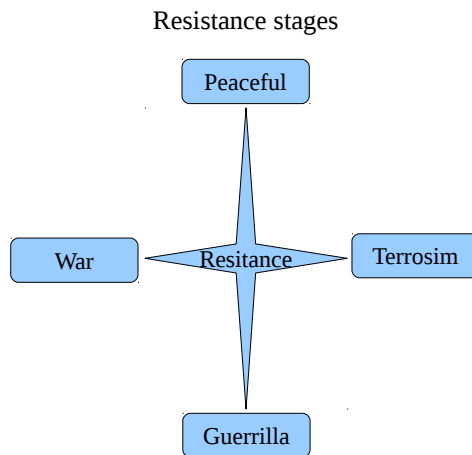 Resistance stages
Peaceful
War
Resitance
Terrosim
Guerrilla